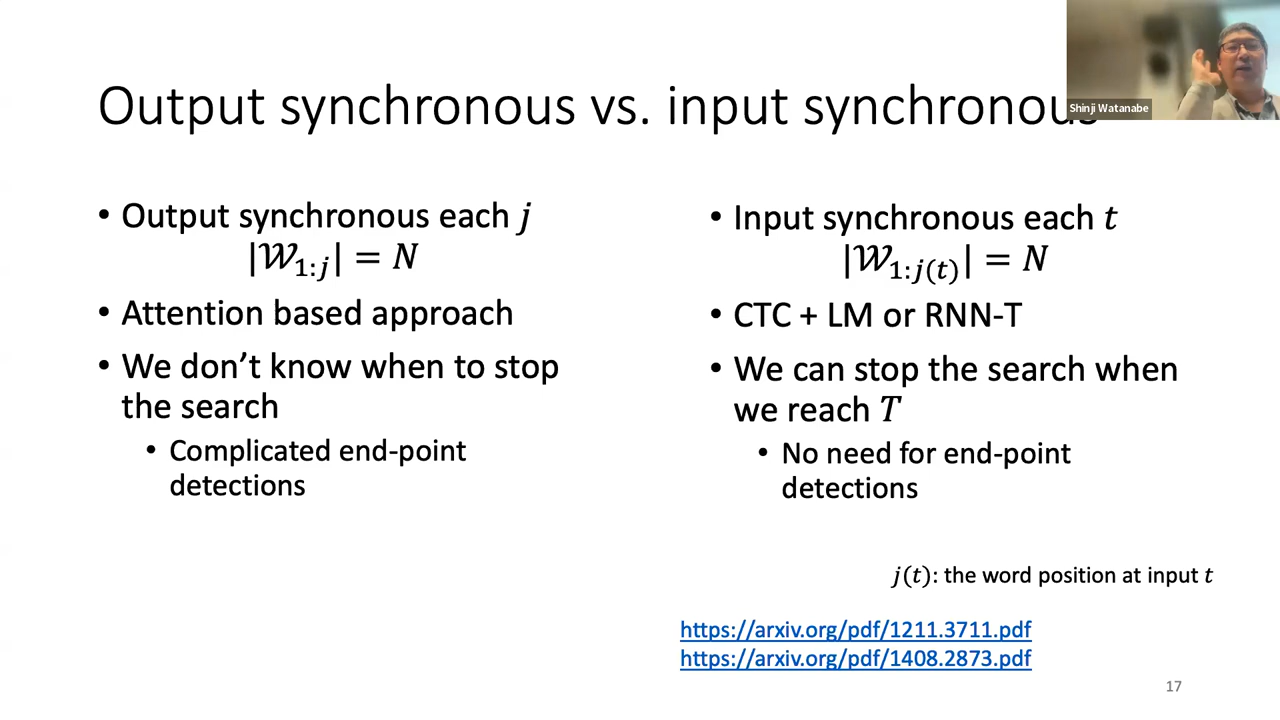 Shinji Watanabe
Output synchronous vs. input synchronous
• Output synchronous each j
|𝒲1:j| = N
• Attention based approach
• We don’t know when to stop
the search
• Complicated end-point
detections
• Input synchronous each t
|𝒲1:j(t)| = N
• CTC + LM or RNN-T
• We can stop the search when
we reach T
• No need for end-point
detections
j(t): the word position at input t
https://arxiv.org/pdf/1211.3711.pdf
https://arxiv.org/pdf/1408.2873.pdf
17